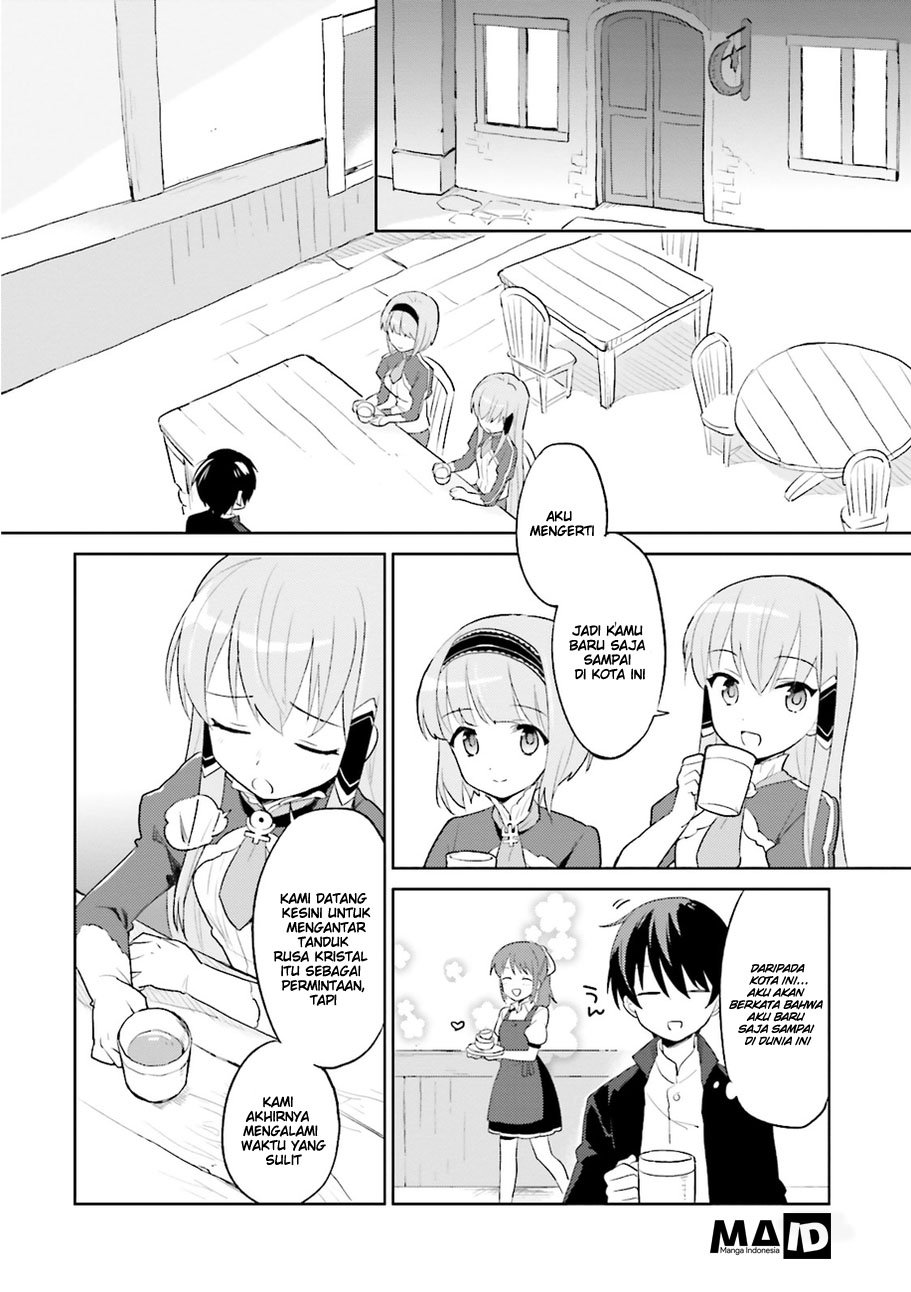 AKU
MENGERTI
JADI KAMU
BARU SAJA
SAMPAI
DI KOTA INI
DARIPADA
KOTA INI...
AKU AKAN
BERKATA BAHWA
AKU BARU
SAJA SAMPAI
DI DUNIA INI
KAMI DATANG
KESINI UNTUK
MENGANTAR
TANDUK
RUSA KRISTAL
ITU SEBAGAI
PERMINTAAN,
TAPI
KAMI
AKHIRNYA
MENGALAMI
WAKTU YANG
SULIT
MAID
Manga Indonesia